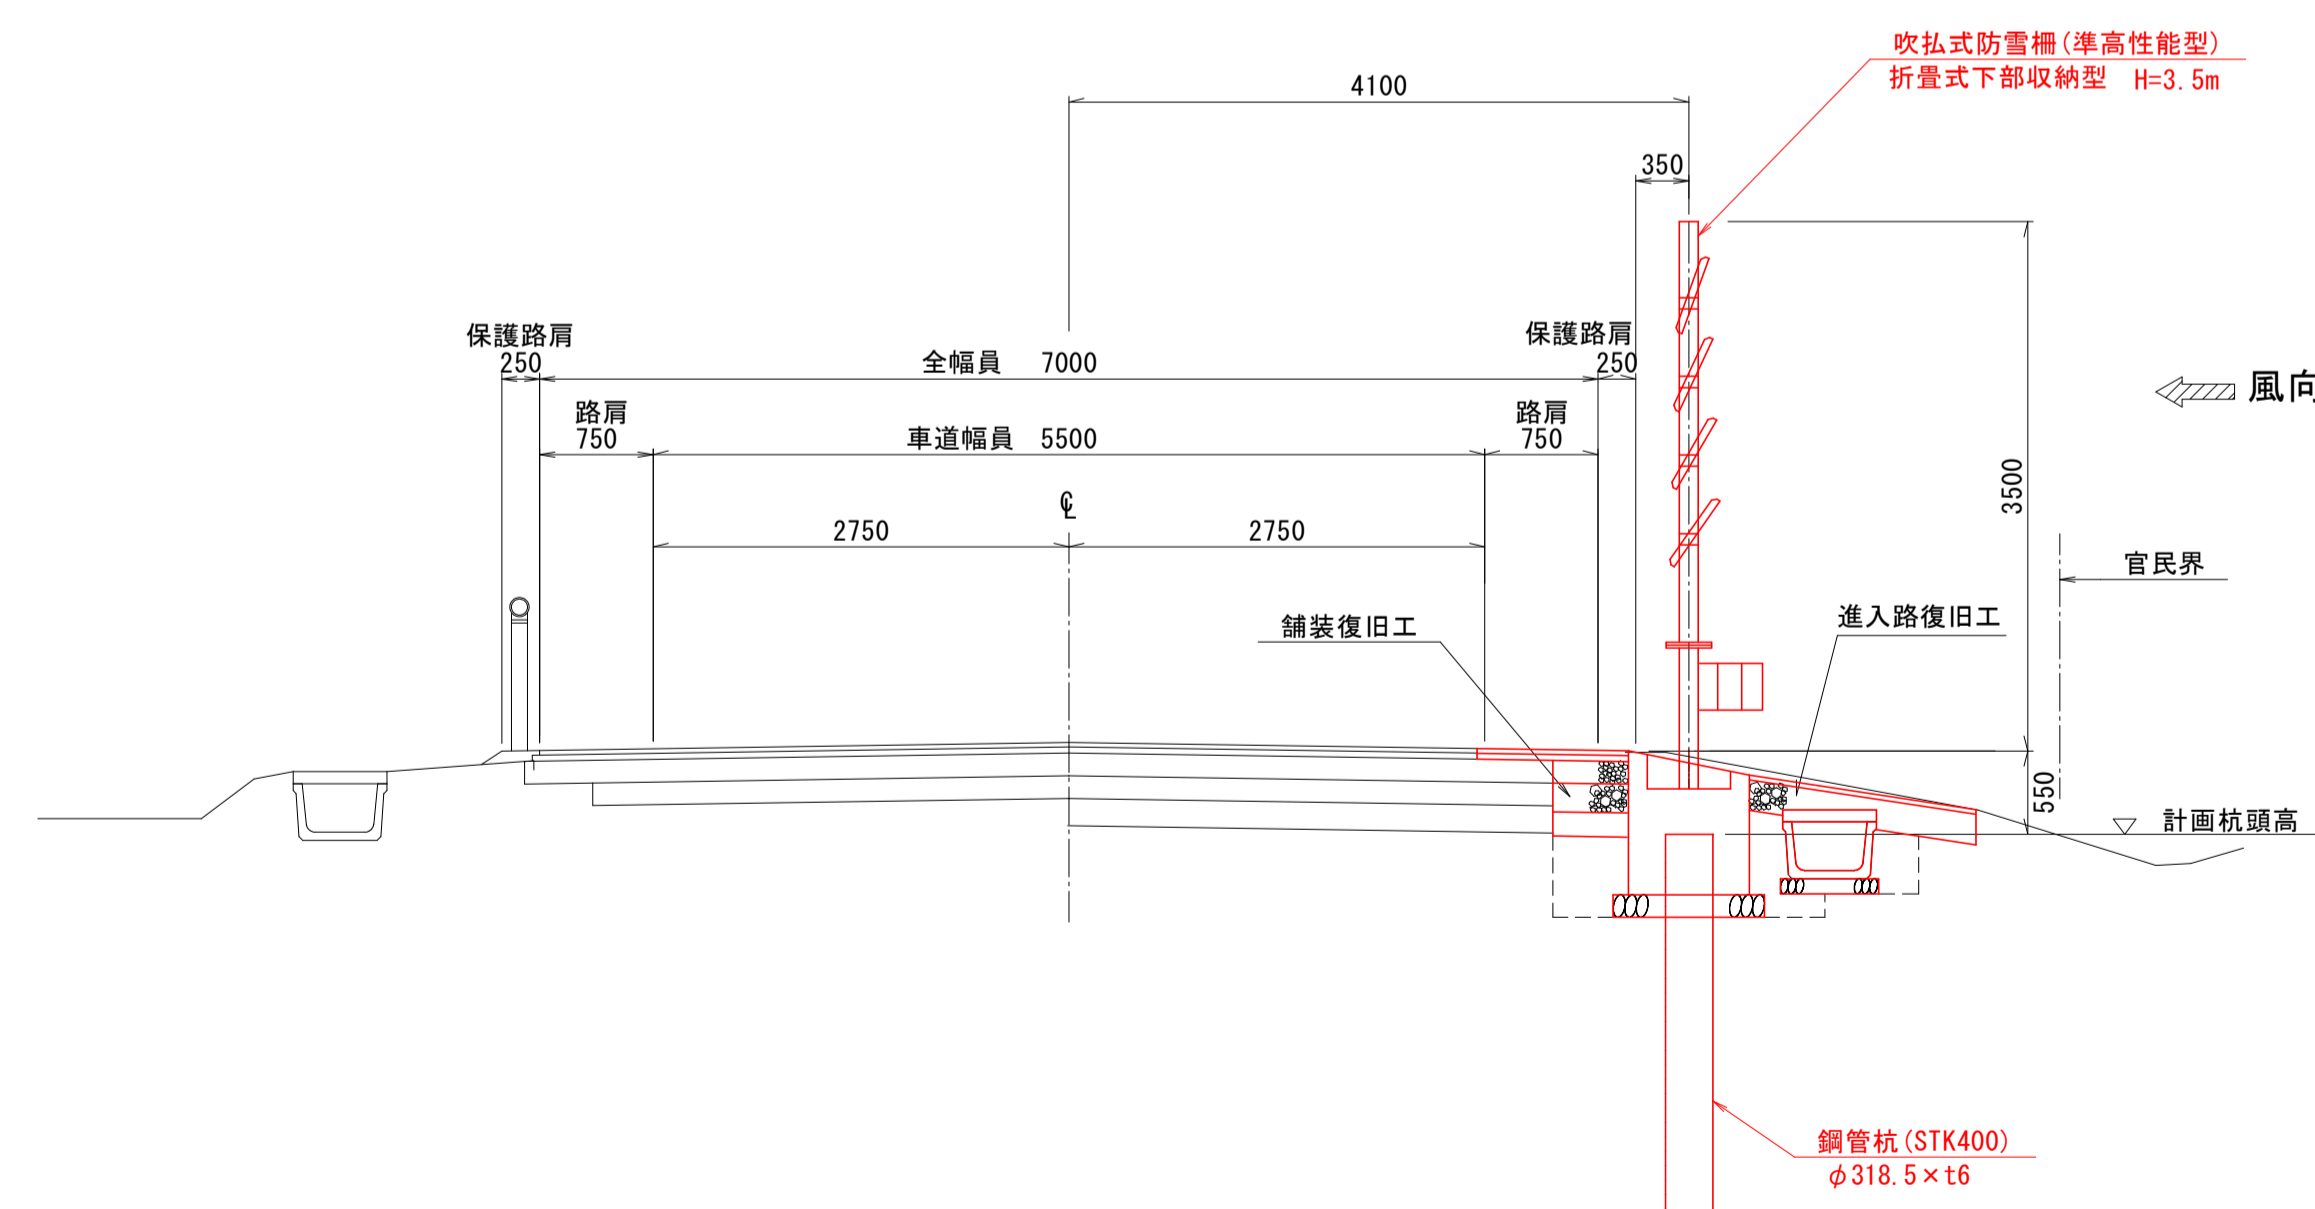 吹払式防雪柵(準高性能型)
折畳式下部収納型 H=3.5m
4100
350
保護路肩
250
全幅員 7000
保護路肩
250
風向
路肩
750
車道幅員 5500
路肩
750
℄
2750
2750
3500
官民界
舗装復旧工
進入路復旧工
550
計画杭頭高
鋼管杭(STK400)
φ318.5×t6